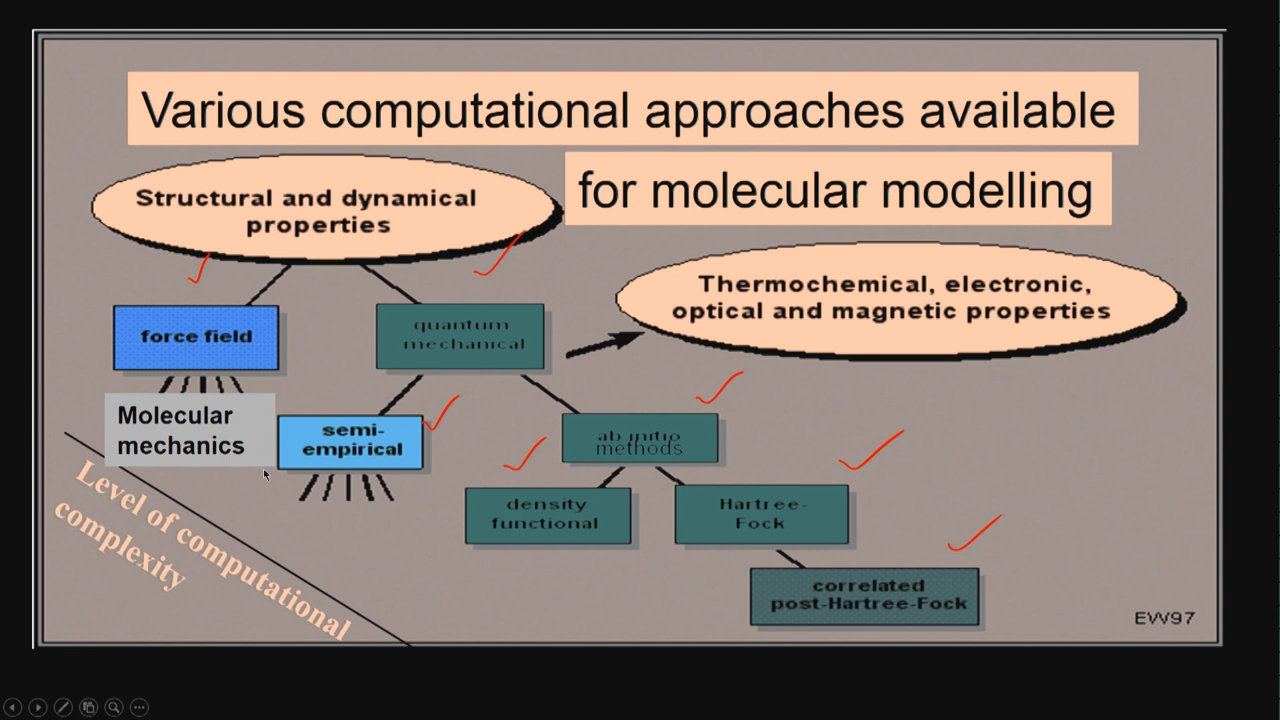 Various computational approaches available
for molecular modelling
Structural and dynamical
properties
Thermochemical, electronic,
optical and magnetic properties
force field
quantum
mechanical
Molecular
mechanics
semi-
empirical
ab initio
methods
density
functional
Hartree-
Fock
correlated
post-Hartree-Fock
Level of computational
complexity
EW97